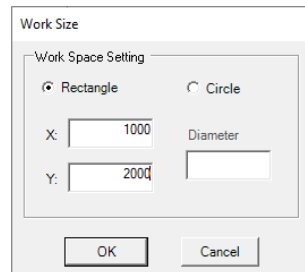 Work Size
Work Space Setting
Rectangle Circle
X: 1000 Diameter
Y: 2000
OK Cancel